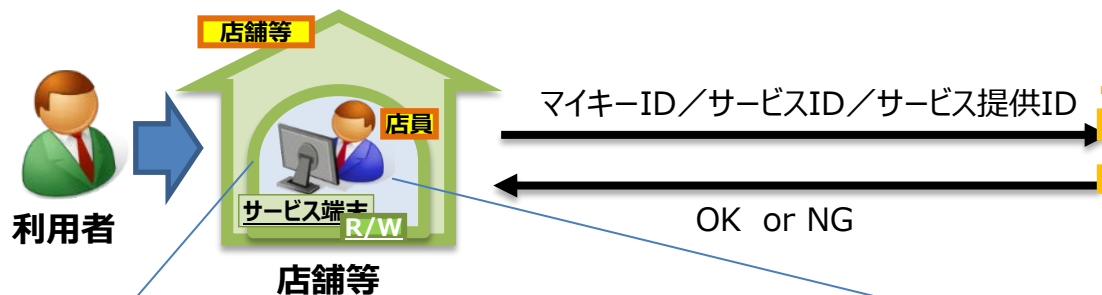 店舗等
マイキーID／サービスID／サービス提供ID
店員
サービス端末
R/W
利用者
OK or NG
店舗等